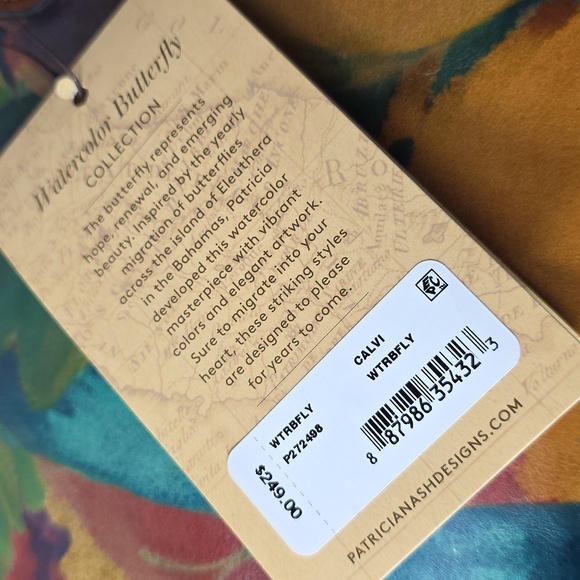 Watercolor Butterfly
COLLECTION
The butterfly represents
hope, renewal, and emerging
beauty. Inspired by the yearly
migration of butterflies
across the island of Eleuthera
in the Bahamas, Patricia
developed this watercolor
masterpiece with vibrant
colors and elegant artwork.
Sure to migrate into your
heart, these striking styles
are designed to please
for years to come.
CALVI
WTRBFLY
8 87986 35432 3
WTRBFLY
P272498
$249.00
PATRICIANASHDESIGNS.COM